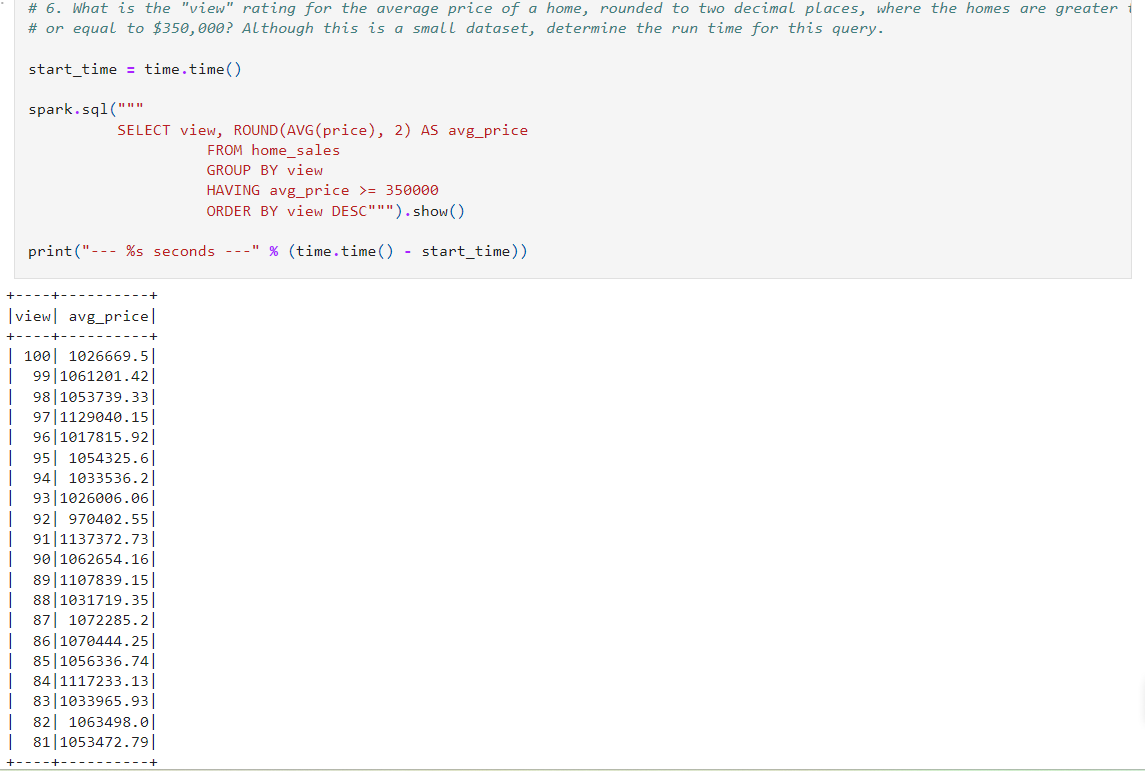 # 6. What is the "view" rating for the average price of a home, rounded to two decimal places, where the homes are greater
# or equal to $350,000? Although this is a small dataset, determine the run time for this query.
start_time = time.time()
spark.sql("""
SELECT view, ROUND(AVG(price), 2) AS avg_price
FROM home_sales
GROUP BY view
HAVING avg_price >= 350000
ORDER BY view DESC""").show()
print("--- %s seconds ---" % (time.time() - start_time))
+----+----------+
|view| avg_price|
+----+----------+
| 100| 1026669.5|
|  99|1061201.42|
|  98|1053739.33|
|  97|1129040.15|
|  96|1017815.92|
|  95| 1054325.6|
|  94| 1033536.2|
|  93|1026006.06|
|  92| 970402.55|
|  91|1137372.73|
|  90|1062654.16|
|  89|1107839.15|
|  88|1031719.35|
|  87| 1072285.2|
|  86|1070444.25|
|  85|1056336.74|
|  84|1117233.13|
|  83|1033965.93|
|  82| 1063498.0|
|  81|1053472.79|
+----+----------+